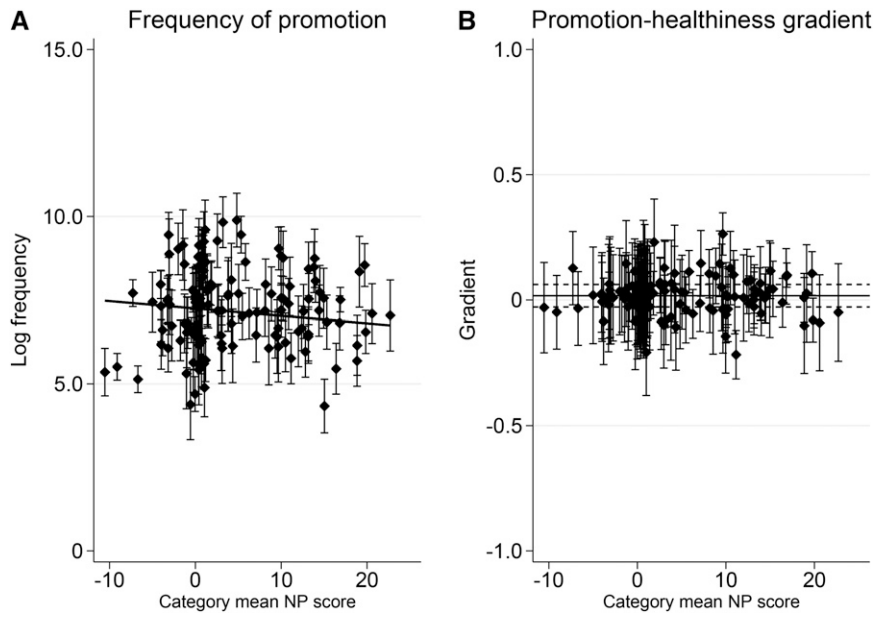 A Frequency of promotion
15.0
10.0
5.0
0
Log frequency
-10 0 10 20
Category mean NP score
B Promotion-healthiness gradient
1.0
0.5
0
-0.5
-1.0
Gradient
-10 0 10 20
Category mean NP score